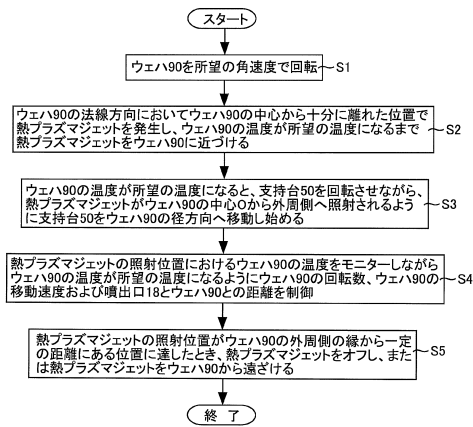 スタート
ウェハ90を所望の角速度で回転
S1
ウェハ90の法線方向においてウェハ90の中心から十分に離れた位置で
熱プラズマジェットを発生し、ウェハ90の温度が所望の温度になるまで
熱プラズマジェットをウェハ90に近づける
S2
ウェハ90の温度が所望の温度になると、支持台50を回転させながら、
熱プラズマジェットがウェハ90の中心Oから外周側へ照射されるよう
に支持台50をウェハ90の径方向へ移動し始める
S3
熱プラズマジェットの照射位置におけるウェハ90の温度をモニターしながら
ウェハ90の温度が所望の温度になるようにウェハ90の回転数、ウェハ90の
移動速度および噴出口18とウェハ90との距離を制御
S4
熱プラズマジェットの照射位置がウェハ90の外周側の縁から一定
の距離にある位置に達したとき、熱プラズマジェットをオフし、また
は熱プラズマジェットをウェハ90から遠ざける
S5
終了